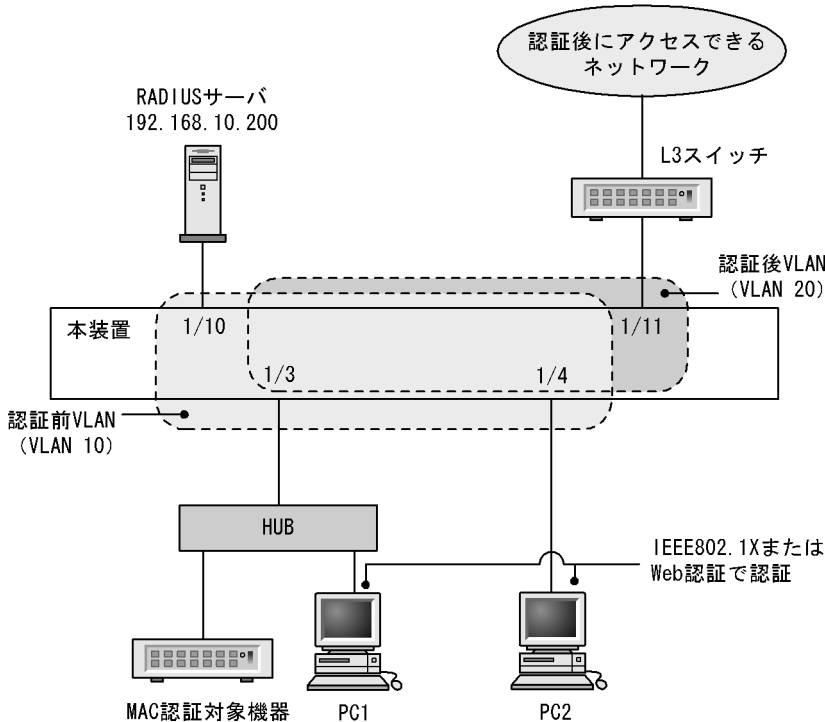 認証後にアクセスできる
ネットワーク
RADIUSサーバ
192.168.10.200
L3スイッチ
認証後VLAN
(VLAN 20)
本装置
1/10
1/11
1/3
1/4
認証前VLAN
(VLAN 10)
HUB
IEEE802.1Xまたは
Web認証で認証
MAC認証対象機器
PC1
PC2